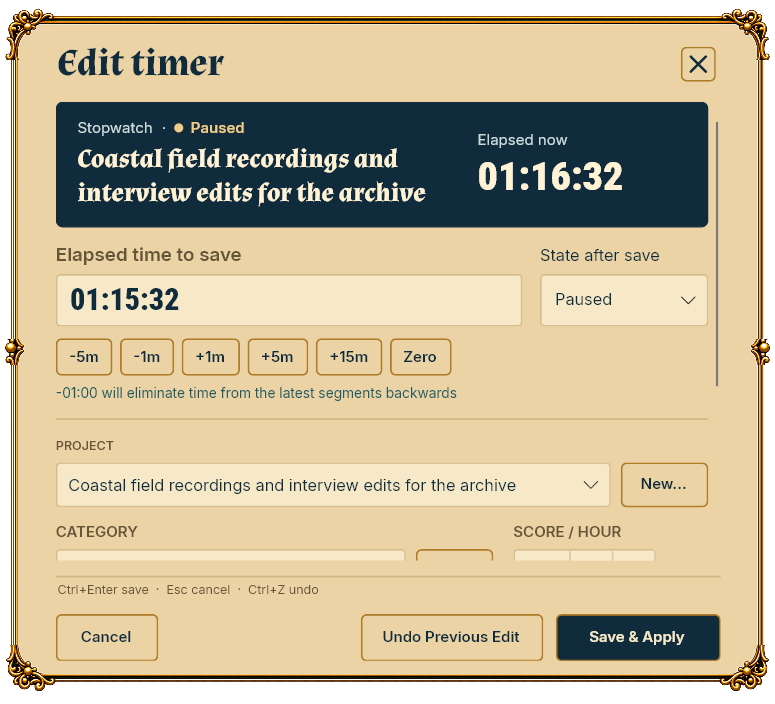 Edit timer
Stopwatch · Paused
Coastal field recordings and
interview edits for the archive
Elapsed now
01:16:32
Elapsed time to save
State after save
01:15:32
Paused
-5m -1m +1m +5m +15m Zero
-01:00 will eliminate time from the latest segments backwards
PROJECT
Coastal field recordings and interview edits for the archive
New...
CATEGORY
SCORE / HOUR
Ctrl+Enter save · Esc cancel · Ctrl+Z undo
Cancel
Undo Previous Edit
Save & Apply